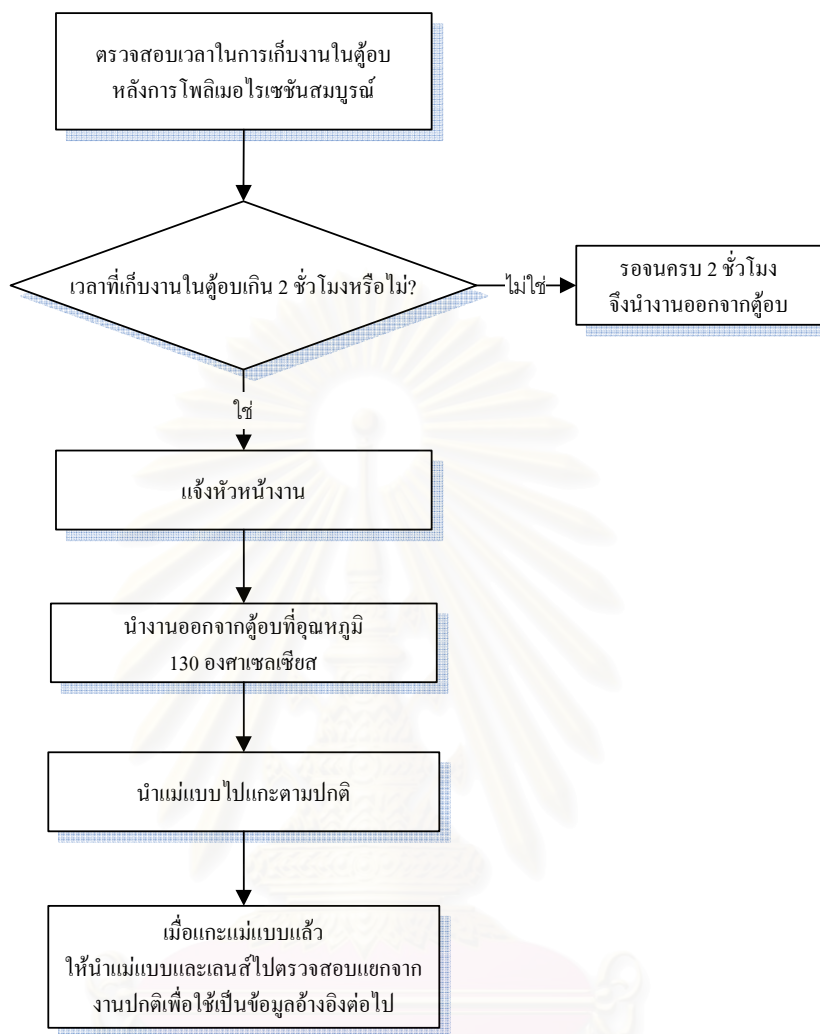 ตรวจสอบเวลาในการเก็บงานในตู้อบ
หลังการโพลิเมอไรเซชันสมบูรณ์
เวลาที่เก็บงานในตู้อบเกิน 2 ชั่วโมงหรือไม่?
ไม่ใช่
รอจนครบ 2 ชั่วโมง
จึงนำงานออกจากตู้อบ
ใช่
แจ้งหัวหน้างาน
นำงานออกจากตู้อบที่อุณหภูมิ
130 องศาเซลเซียส
นำแม่แบบไปแกะตามปกติ
เมื่อแกะแม่แบบแล้ว
ให้นำแม่แบบและเลนส์ไปตรวจสอบแยกจาก
งานปกติเพื่อใช้เป็นข้อมูลอ้างอิงต่อไป